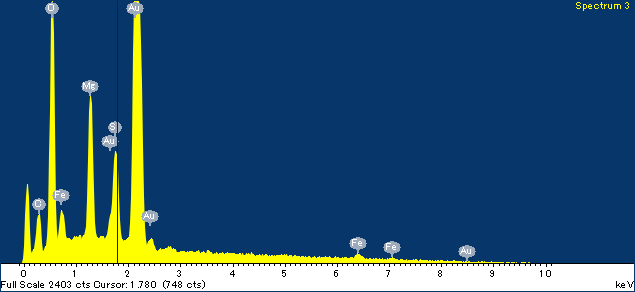 Spectrum 3
O Au
Mg
Si
Au
Fe
Au
Fe Fe Au
0 1 2 3 4 5 6 7 8 9 10
Full Scale 2403 cts Cursor: 1.780 (748 cts) keV